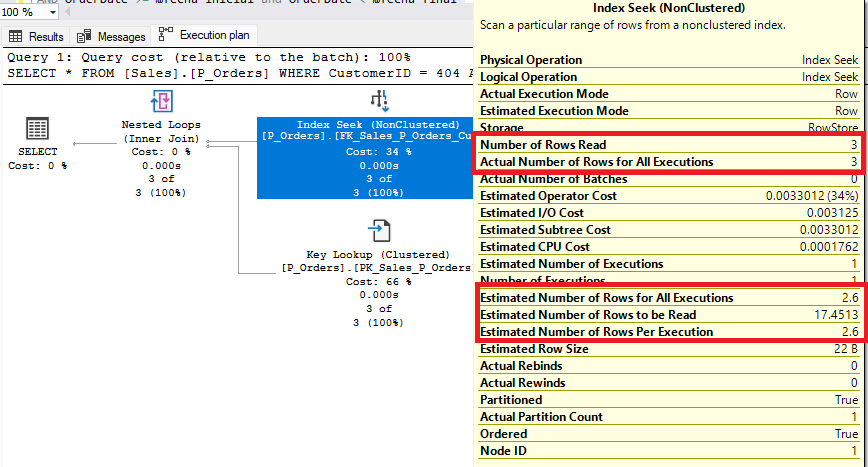 AND OrderDate >= @Fecha_inicial and OrderDate < @Fecha_final
100 %
Results Messages Execution plan
Query 1: Query cost (relative to the batch): 100%
SELECT * FROM [Sales].[P_Orders] WHERE CustomerID = 404 A
SELECT
Cost: 0 %
Nested Loops
(Inner Join)
Cost: 0 %
0.000s
3 of
3 (100%)
Index Seek (NonClustered)
[P_Orders].[FK_Sales_P_Orders_Cu
Cost: 34 %
0.000s
3 of
3 (100%)
Key Lookup (Clustered)
[P_Orders].[PK_Sales_P_Orders
Cost: 66 %
0.000s
3 of
3 (100%)
Index Seek (NonClustered)
Scan a particular range of rows from a nonclustered index.
Physical Operation Index Seek
Logical Operation Index Seek
Actual Execution Mode Row
Estimated Execution Mode Row
Storage RowStore
Number of Rows Read 3
Actual Number of Rows for All Executions 3
Actual Number of Batches 0
Estimated Operator Cost 0.0033012 (34%)
Estimated I/O Cost 0.003125
Estimated Subtree Cost 0.0033012
Estimated CPU Cost 0.0001762
Estimated Number of Executions 1
Number of Executions 1
Estimated Number of Rows for All Executions 2.6
Estimated Number of Rows to be Read 17.4513
Estimated Number of Rows Per Execution 2.6
Estimated Row Size 22 B
Actual Rebinds 0
Actual Rewinds 0
Partitioned True
Actual Partition Count 1
Ordered True
Node ID 1